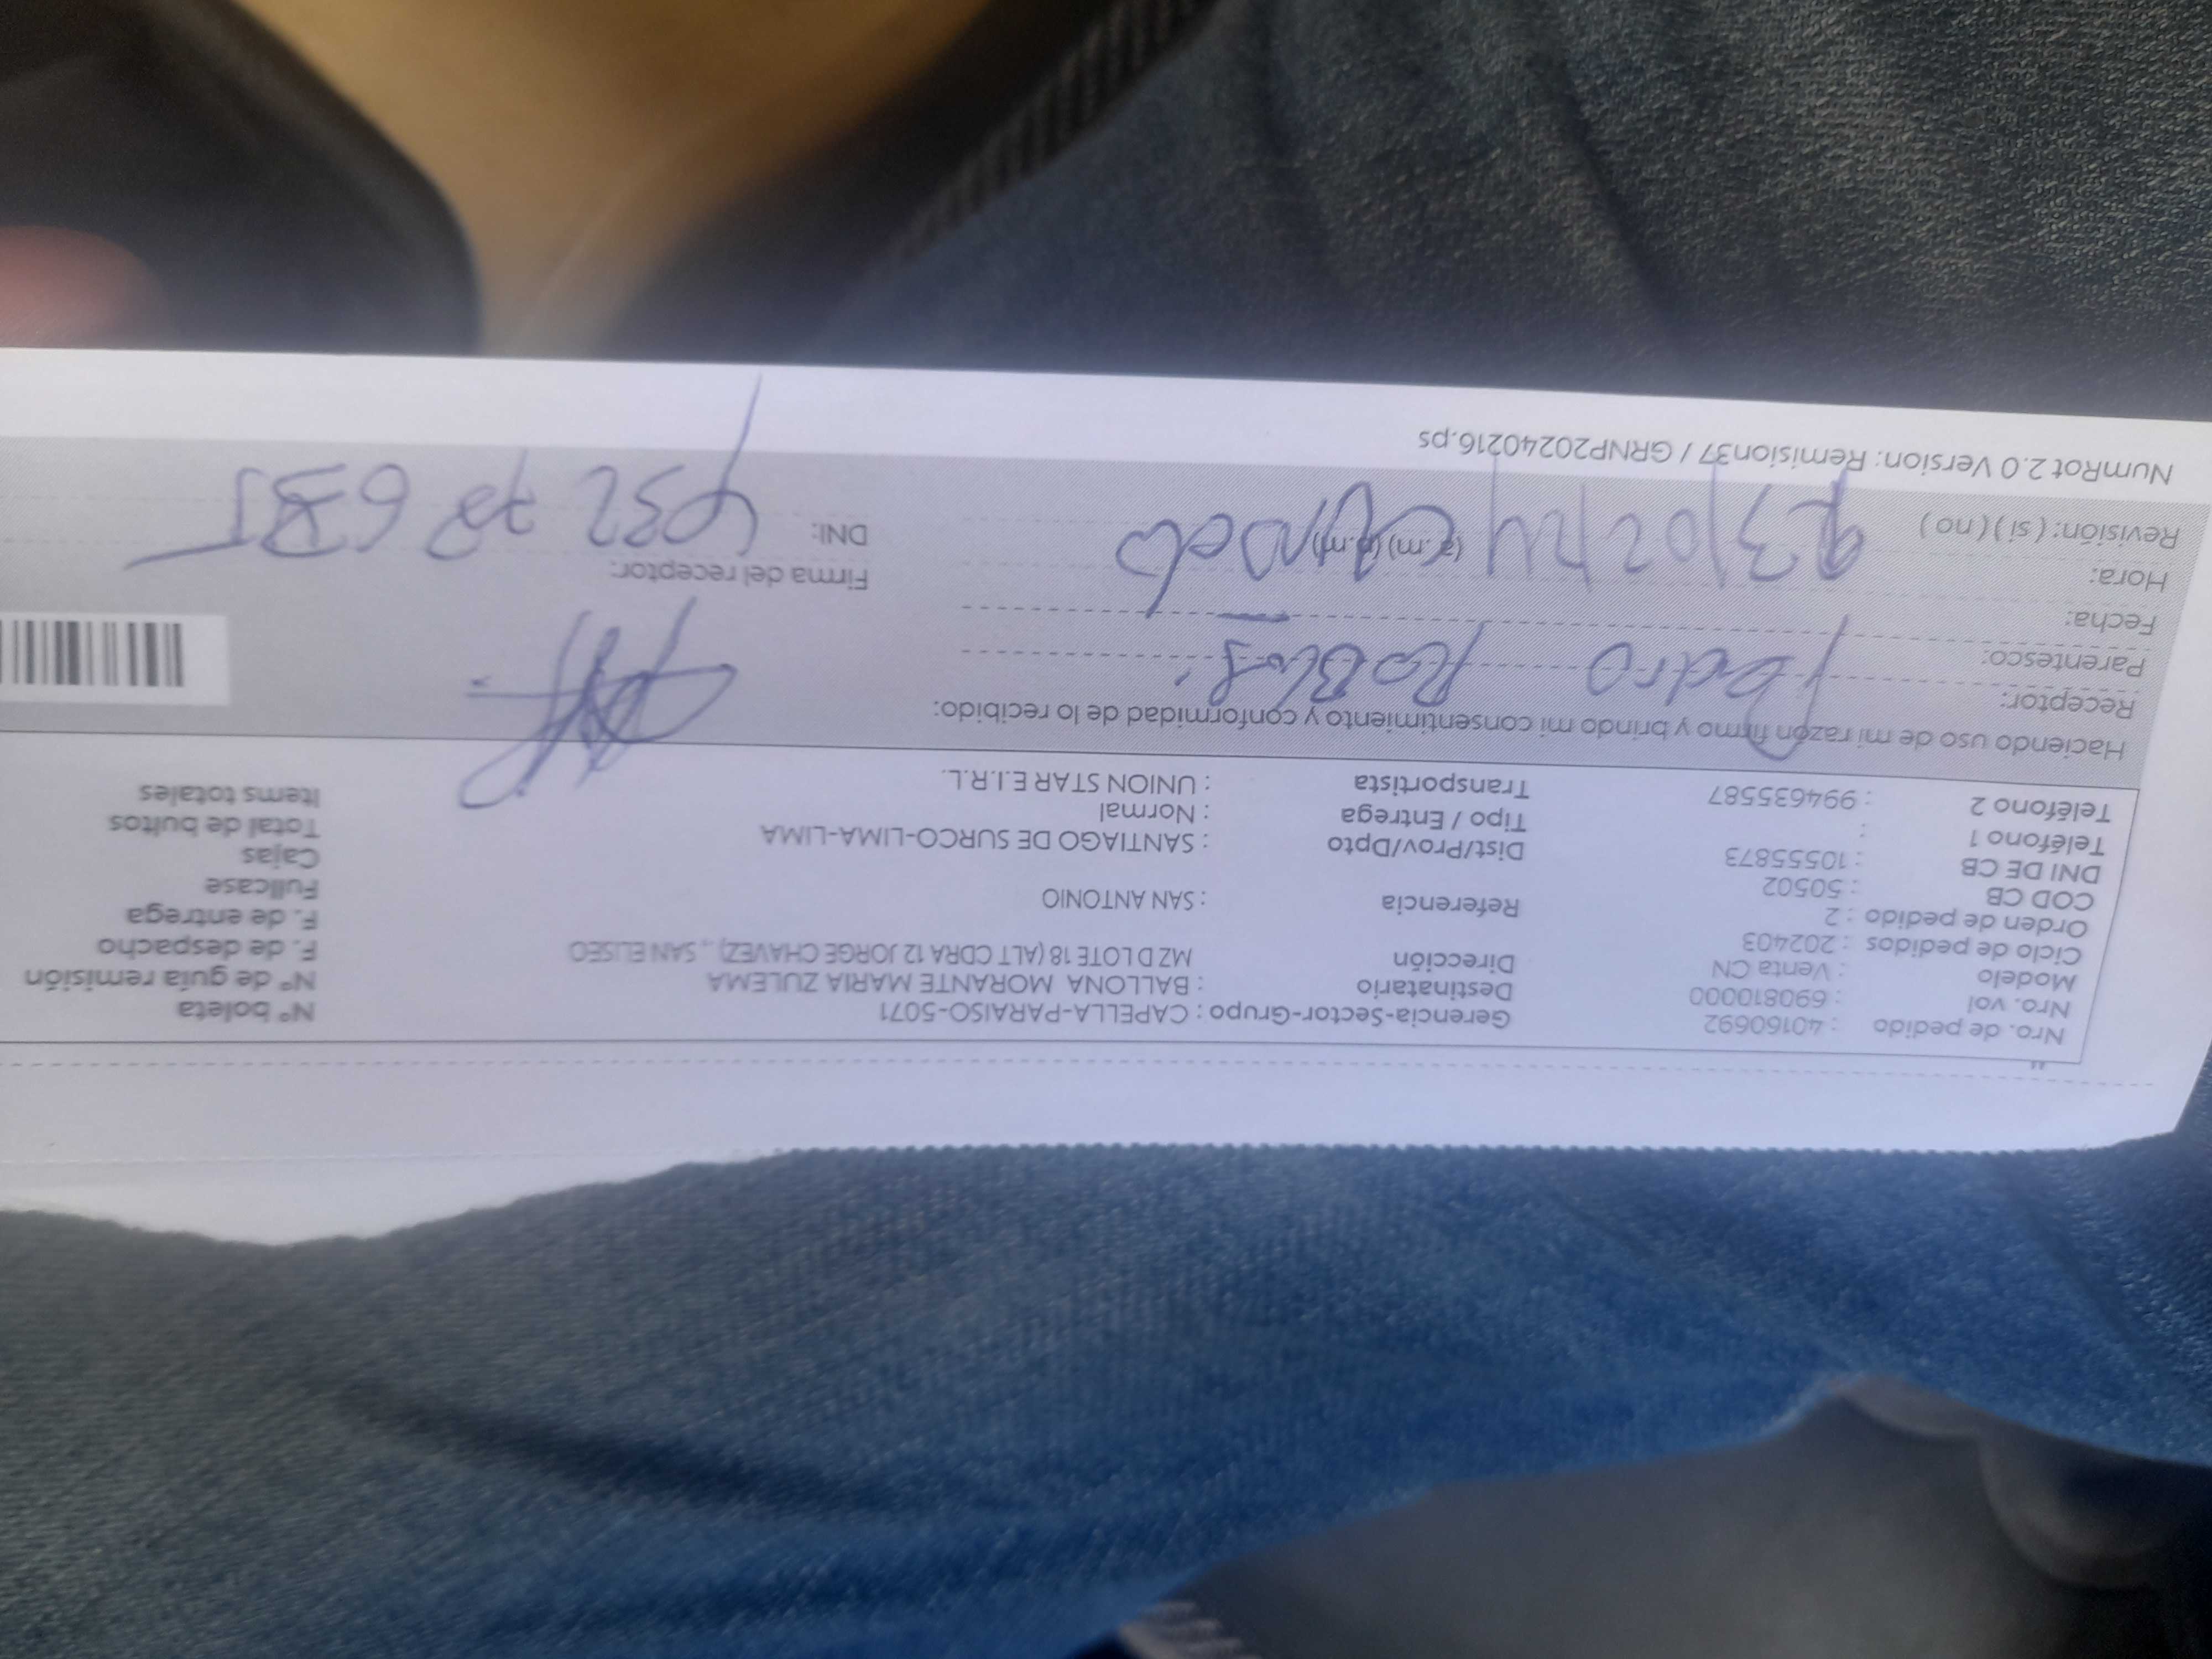 Nro. de pedido : 40160692 Gerencia-Sector-Grupo : CAPELLA-PARAISO-5071 N° boleta
Nro. vol : 690810000 Destinatario : BALLONA MORANTE MARIA ZULEMA N° de guía remisión
Modelo : Venta CN Dirección MZ D LOTE 18 (ALT CDRA 12 JORGE CHAVEZ) ., SAN ELISEO F. de despacho
Ciclo de pedidos : 202403 F. de entrega
Orden de pedido : 2 Referencia : SAN ANTONIO Fullcase
COD CB : 50502 Cajas
DNI DE CB : 10555873 Dist/Prov/Dpto : SANTIAGO DE SURCO-LIMA-LIMA Total de bultos
Teléfono 1 : Tipo / Entrega : Normal Items totales
Teléfono 2 : 994635587 Transportista : UNION STAR E.I.R.L.
Haciendo uso de mi razón firmo y brindo mi consentimiento y conformidad de lo recibido:
Receptor: Pedro Robles
Parentesco:
Fecha: 23/02/24
Hora: (a.m) (p.m) Firma del receptor:
Revisión: ( si ) ( no ) DNI:
NumRot 2.0 Version: Remision37 / GRNP20240216.ps